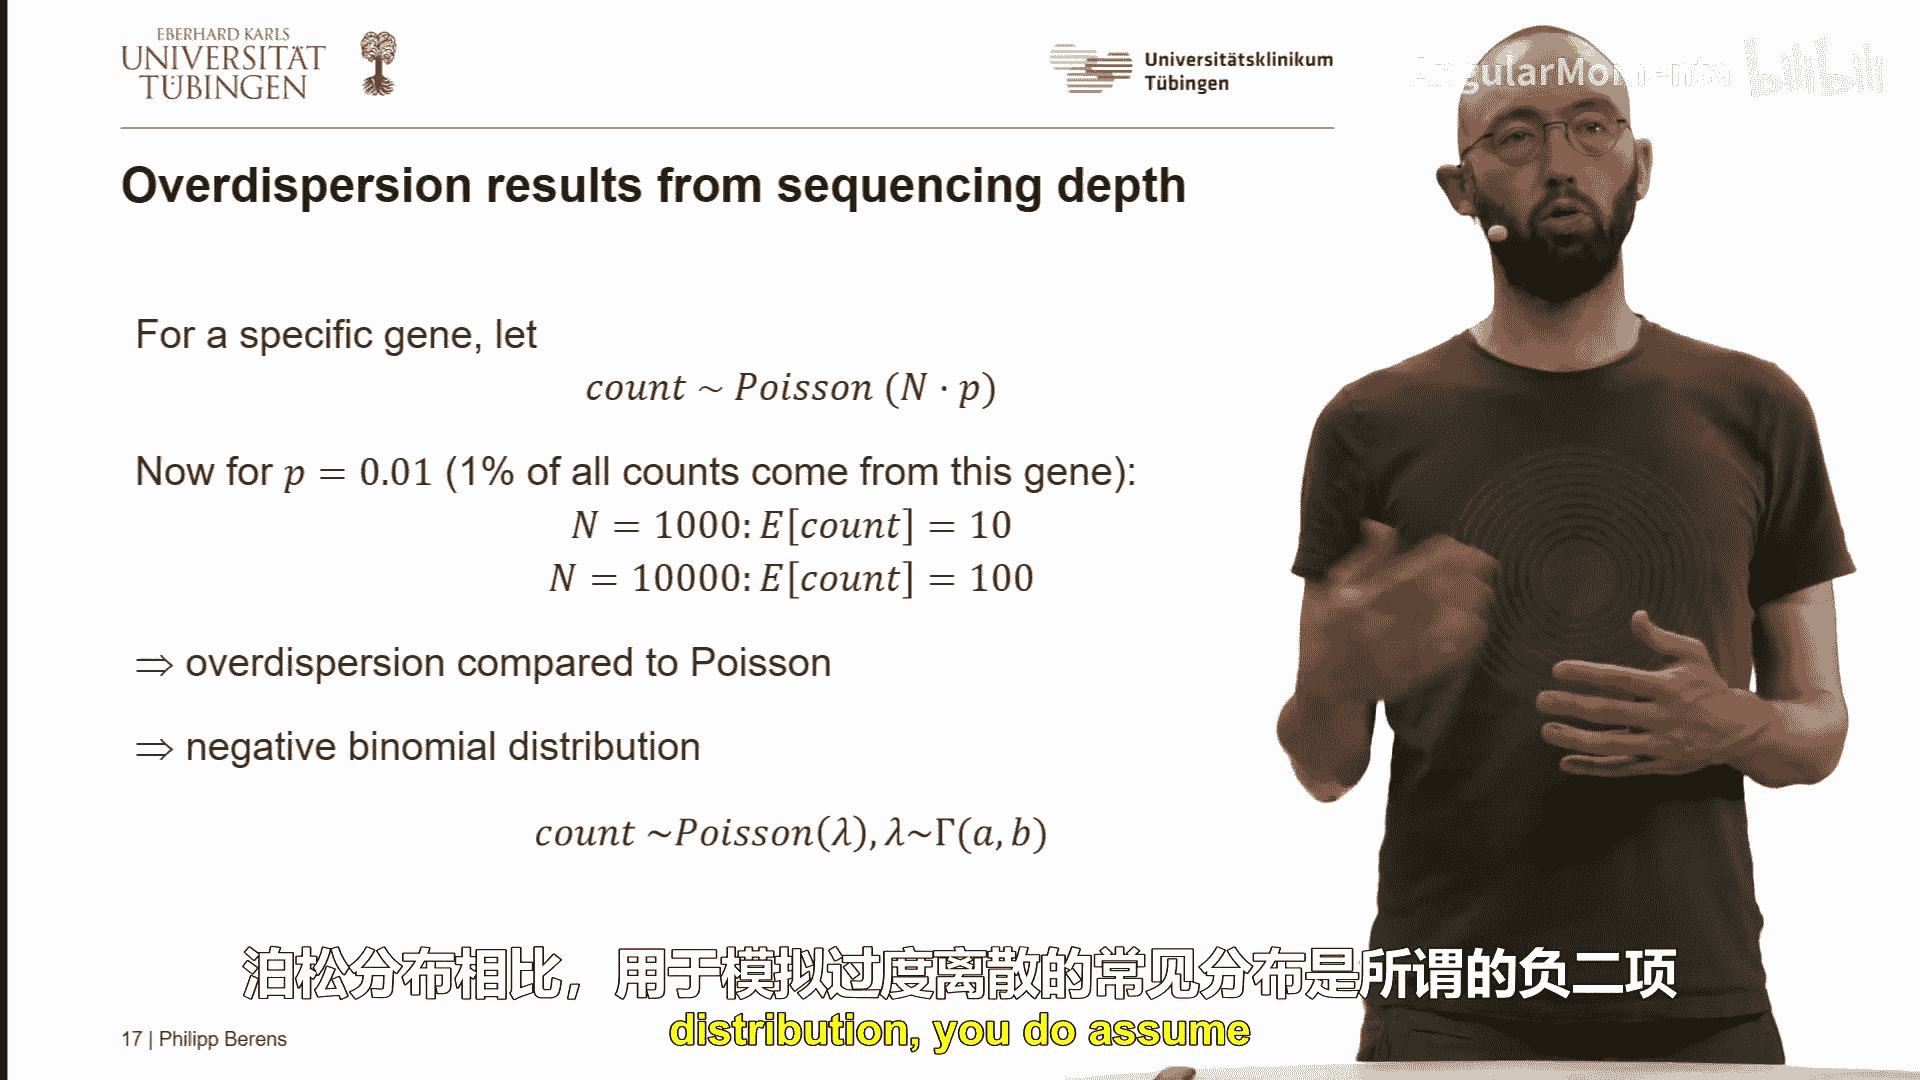 EBERHARD KARLS
UNIVERSITÄT
TÜBINGEN
Universitätsklinikum
Tübingen
AngularMomenta bilibili
Overdispersion results from sequencing depth
For a specific gene, let
count ~ Poisson (N · p)
Now for p = 0.01 (1% of all counts come from this gene):
N = 1000: E[count] = 10
N = 10000: E[count] = 100
⇒ overdispersion compared to Poisson
⇒ negative binomial distribution
count ~Poisson(λ), λ~Γ(a, b)
泊松分布相比，用于模拟过度离散的常见分布是所谓的负二项
distribution, you do assume
17 | Philipp Berens